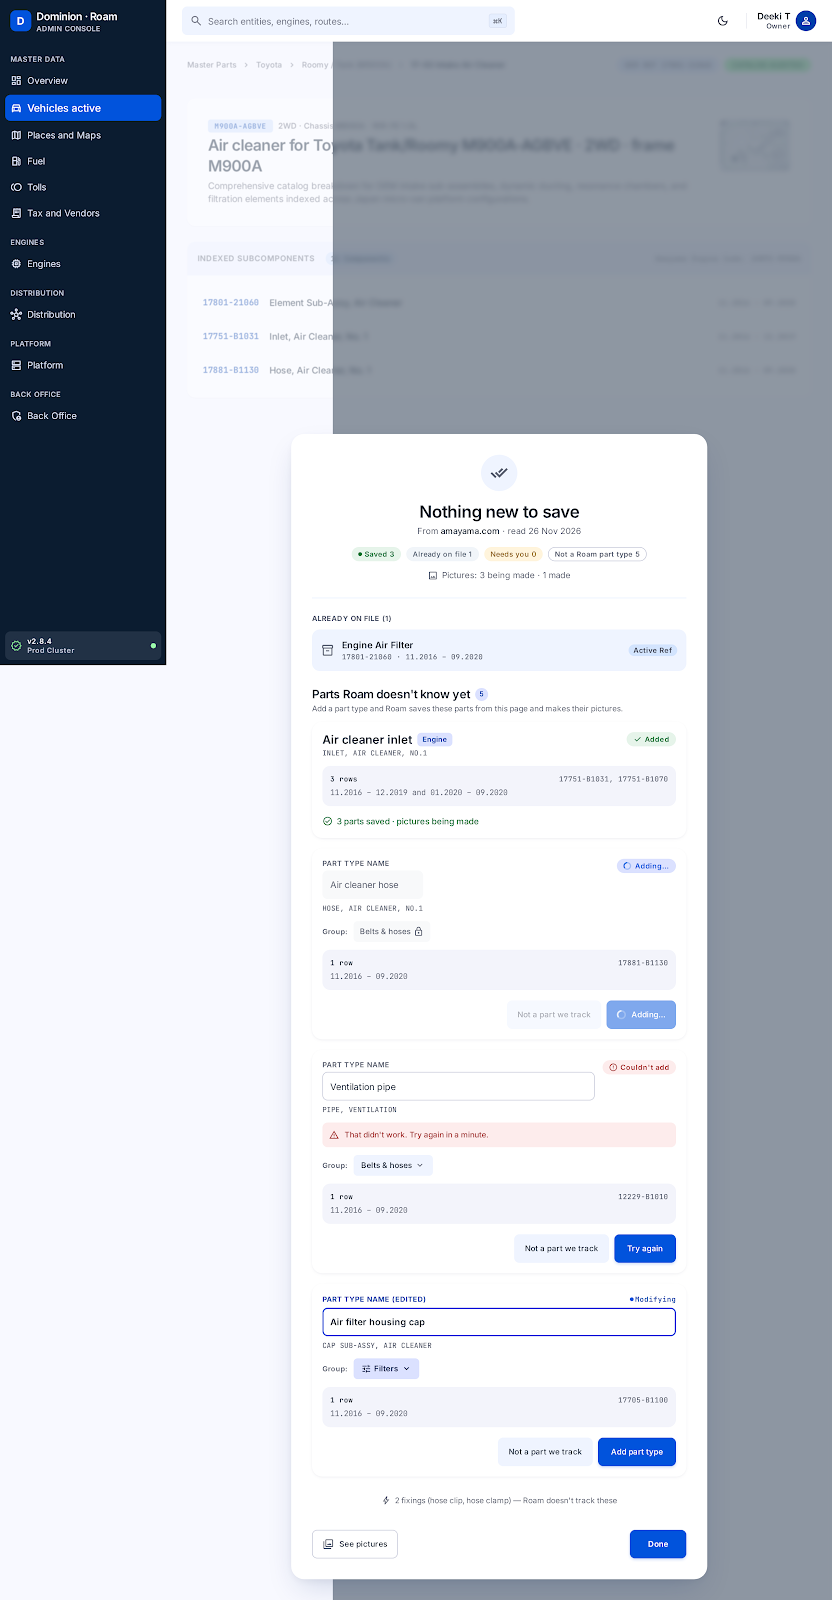 D
Dominion · Roam
ADMIN CONSOLE
MASTER DATA
Overview
Vehicles active
Places and Maps
Fuel
Tolls
Tax and Vendors
ENGINES
Engines
DISTRIBUTION
Distribution
PLATFORM
Platform
BACK OFFICE
Back Office
v2.8.4
Prod Cluster
Search entities, engines, routes...
⌘K
Deeki T
Owner
Master Parts > Toyota > Roomy
M900A-AGBVE 2WD · Chassis
Air cleaner for Toyota Tank/Roomy M900A-AGBVE · 2WD · frame
M900A
Comprehensive catalog
filtration elements indexed
INDEXED SUBCOMPONENTS
17801-21060 Element Sub-Assy, Air Cleaner
17751-B1031 Inlet, Air Cleaner, No. 1
17881-B1130 Hose, Air Cleaner, No. 1
Nothing new to save
From amayama.com · read 26 Nov 2026
Saved 3
Already on file 1
Needs you 0
Not a Roam part type 5
Pictures: 3 being made · 1 made
ALREADY ON FILE (1)
Engine Air Filter
17801-21060 · 11.2016 – 09.2020
Active Ref
Parts Roam doesn't know yet 5
Add a part type and Roam saves these parts from this page and makes their pictures.
Air cleaner inlet Engine
Added
INLET, AIR CLEANER, NO.1
3 rows 17751-B1031, 17751-B1070
11.2016 – 12.2019 and 01.2020 – 09.2020
3 parts saved · pictures being made
PART TYPE NAME
Adding...
Air cleaner hose
HOSE, AIR CLEANER, NO.1
Group: Belts & hoses
1 row 17881-B1130
11.2016 – 09.2020
Not a part we track
Adding...
PART TYPE NAME
Couldn't add
Ventilation pipe
PIPE, VENTILATION
That didn't work. Try again in a minute.
Group: Belts & hoses
1 row 12229-B1010
11.2016 – 09.2020
Not a part we track
Try again
PART TYPE NAME (EDITED)
Modifying
Air filter housing cap
CAP SUB-ASSY, AIR CLEANER
Group: Filters
1 row 17705-B1100
11.2016 – 09.2020
Not a part we track
Add part type
2 fixings (hose clip, hose clamp) — Roam doesn't track these
See pictures
Done